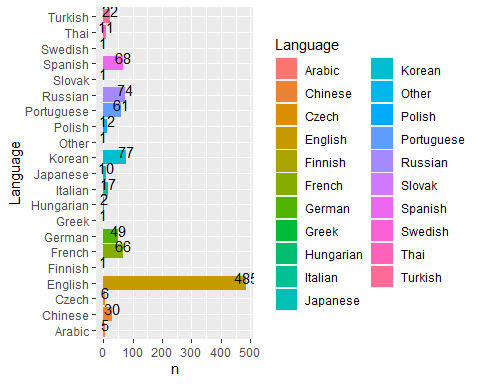 Language
Turkish 22
Thai 11
Swedish 1
Spanish 68
Slovak 1
Russian 74
Portuguese 61
Polish 12
Other 1
Korean 77
Japanese 10
Italian 17
Hungarian 2
Greek 1
German 49
French 66
Finnish 1
English 485
Czech 6
Chinese 30
Arabic 5
0 100 200 300 400 500
n
Language
Arabic
Chinese
Czech
English
Finnish
French
German
Greek
Hungarian
Italian
Japanese
Korean
Other
Polish
Portuguese
Russian
Slovak
Spanish
Swedish
Thai
Turkish